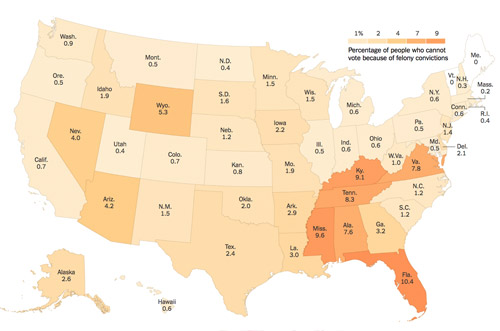 1% 2 4 7 9
Percentage of people who cannot
vote because of felony convictions
Wash.
0.9
Ore.
0.5
Calif.
0.7
Nev.
4.0
Idaho
1.9
Mont.
0.5
Wyo.
5.3
Utah
0.4
Ariz.
4.2
Colo.
0.7
N.M.
1.5
N.D.
0.4
S.D.
1.6
Neb.
1.2
Kan.
0.8
Okla.
2.0
Tex.
2.4
Minn.
1.5
Iowa
2.2
Mo.
1.9
Ark.
2.9
La.
3.0
Wis.
1.5
Ill.
0.5
Mich.
0.6
Ind.
0.6
Ohio
0.6
Ky.
9.1
Tenn.
8.3
Miss.
9.6
Ala.
7.6
Ga.
3.2
Fla.
10.4
S.C.
1.2
N.C.
1.2
Va.
7.8
W.Va.
1.0
Md.
0.5
Del.
2.1
Pa.
0.5
N.J.
1.4
N.Y.
0.6
Conn.
0.6
R.I.
0.4
Mass.
0.2
Vt.
0
N.H.
0.3
Me.
0
Alaska
2.6
Hawaii
0.6